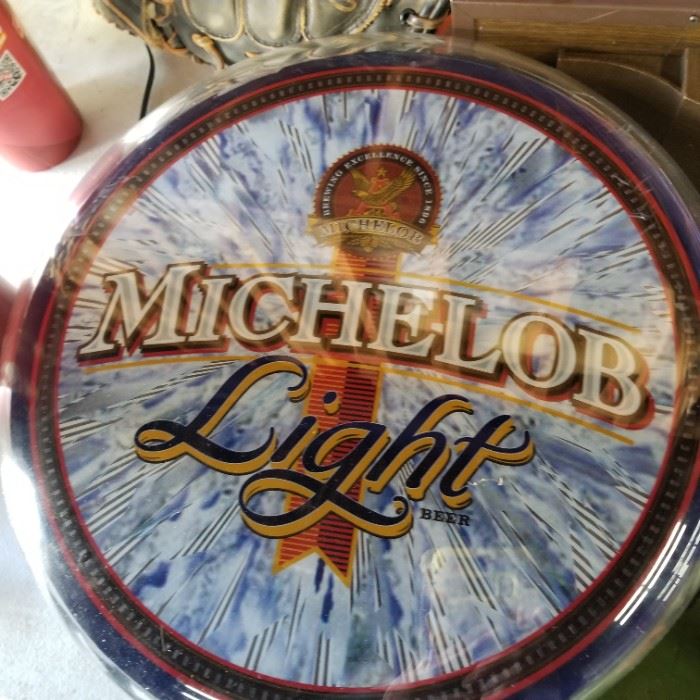 BREWING EXCELLENCE SINCE 1896
MICHELOB
MICHELOB
Light
BEER